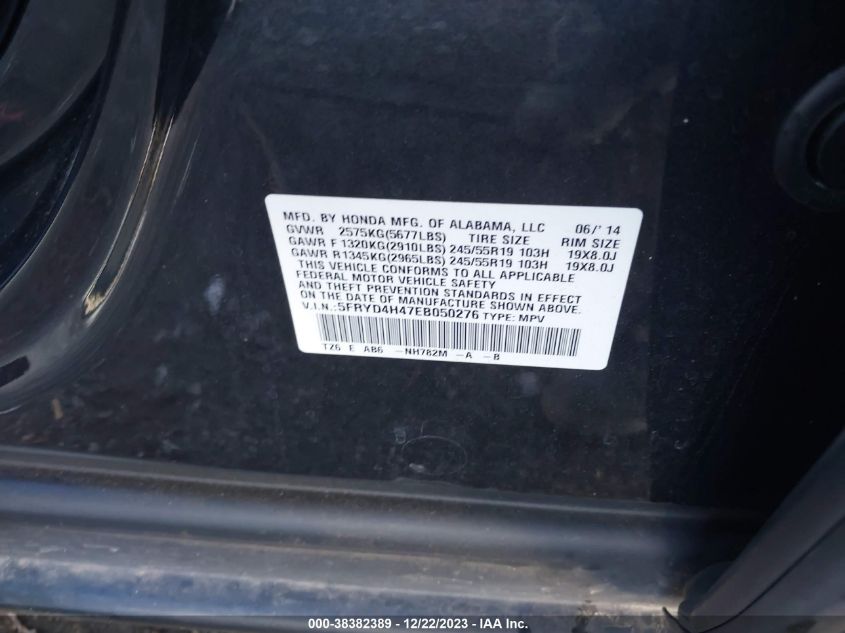 MFD. BY HONDA MFG. OF ALABAMA, LLC 06/' 14
GVWR 2575KG(5677LBS) TIRE SIZE RIM SIZE
GAWR F 1320KG(2910LBS) 245/55R19 103H 19X8.0J
GAWR R1345KG(2965LBS) 245/55R19 103H 19X8.0J
THIS VEHICLE CONFORMS TO ALL APPLICABLE
FEDERAL MOTOR VEHICLE SAFETY
AND THEFT PREVENTION STANDARDS IN EFFECT
ON THE DATE OF MANUFACTURE SHOWN ABOVE.
V.I.N.:5FRYD4H47EB050276 TYPE: MPV
TZ6 E AB6 -NH782M -A -B
000-38382389 - 12/22/2023 - IAA Inc.